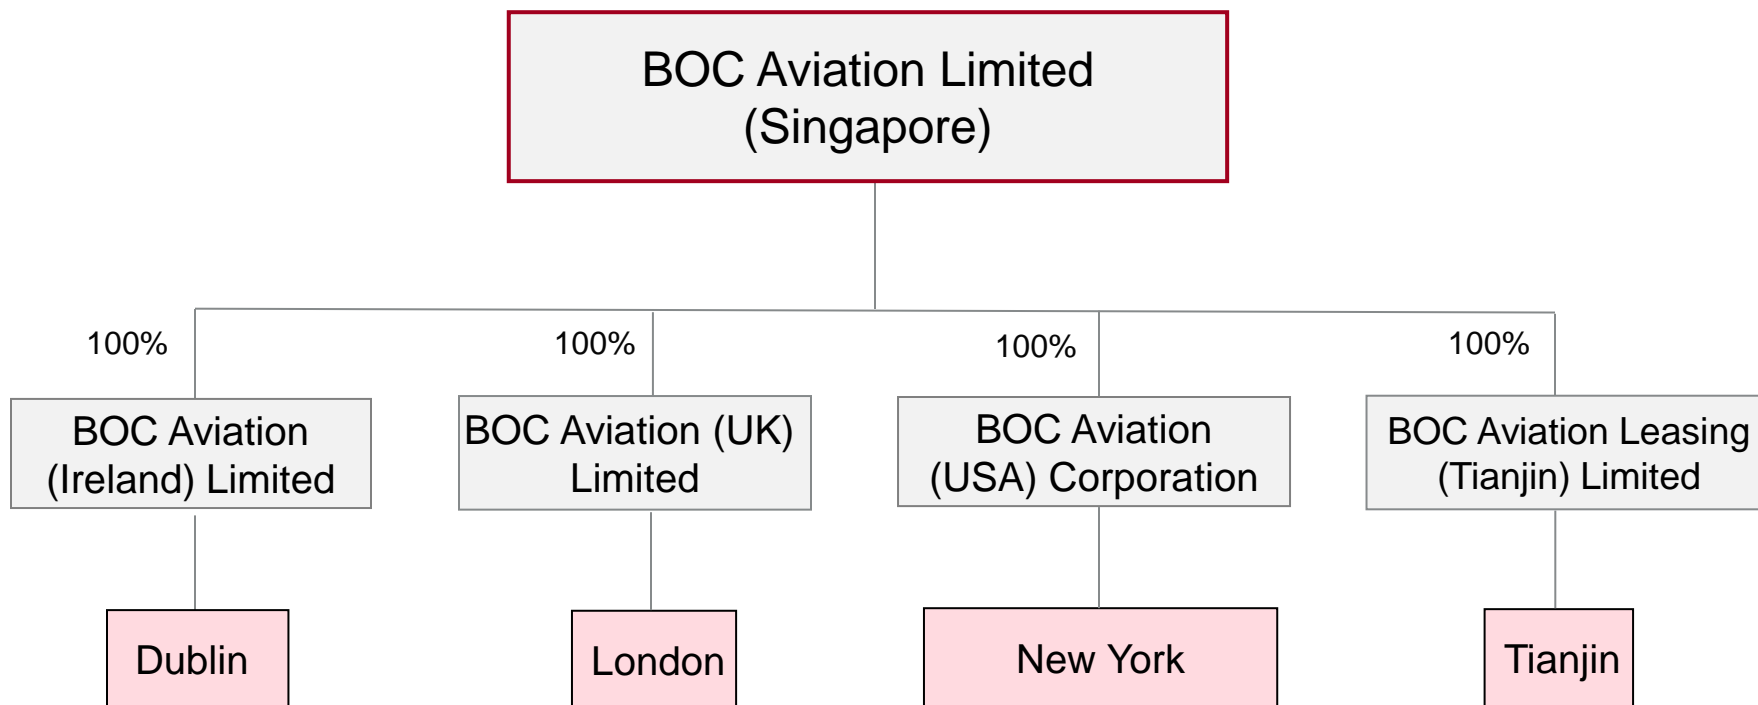 BOC Aviation Limited
(Singapore)
100%
100%
100%
100%
BOC Aviation
(Ireland) Limited
BOC Aviation (UK)
Limited
BOC Aviation
(USA) Corporation
BOC Aviation Leasing
(Tianjin) Limited
Dublin
London
New York
Tianjin